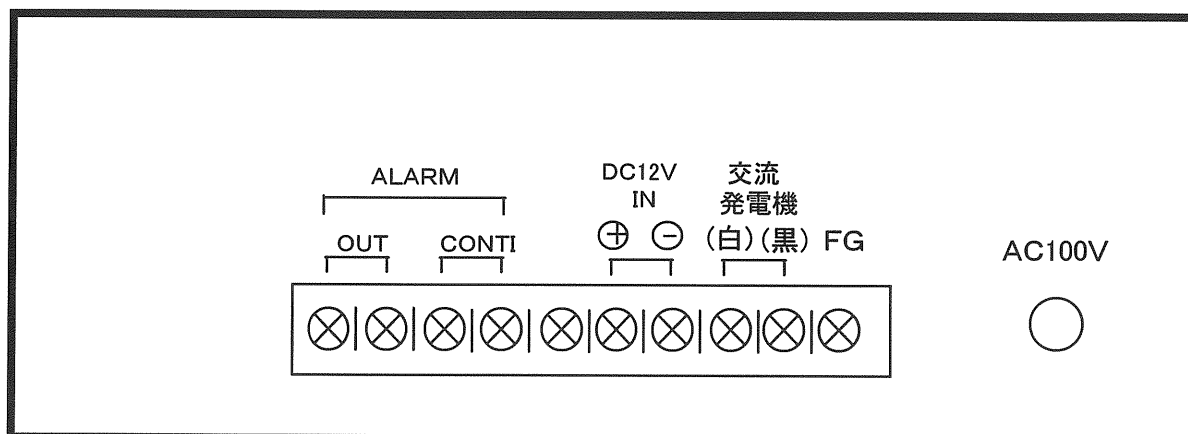 ALARM
OUT CONTI
DC12V
IN
⊕ ⊖
交流
発電機
(白)(黒) FG
AC100V